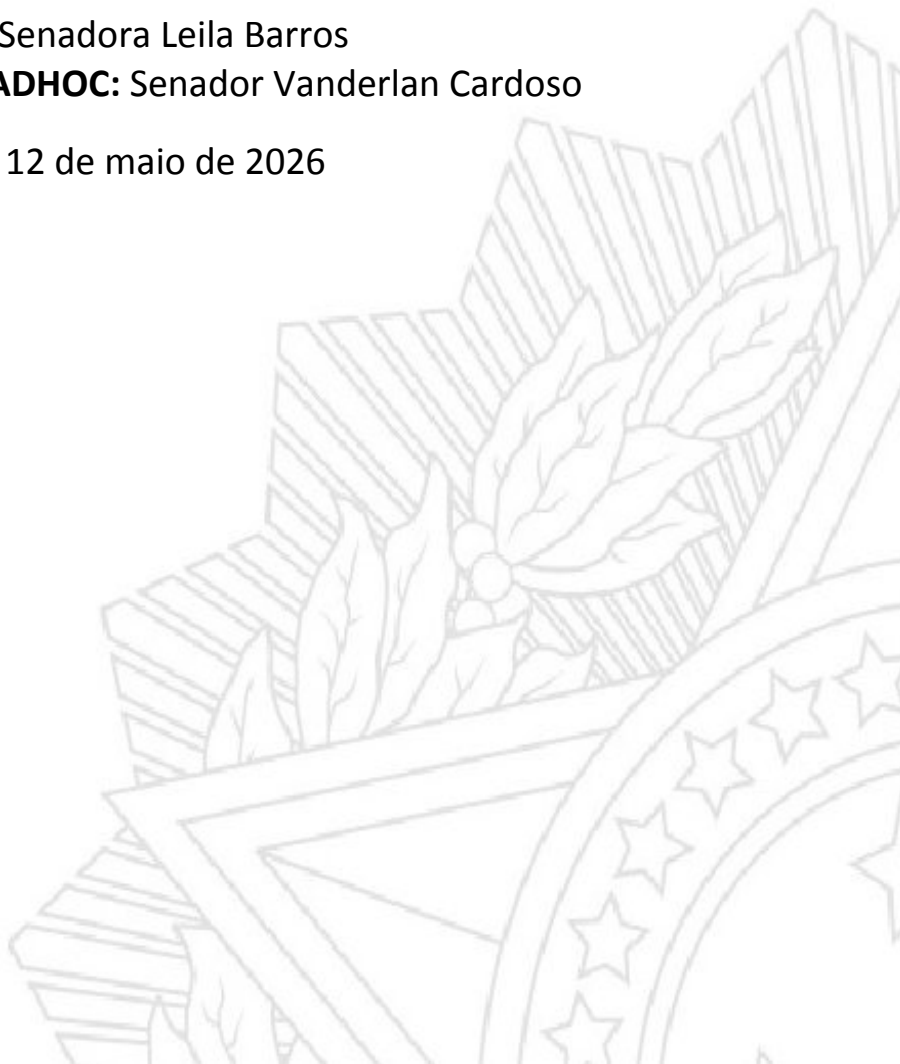 Senadora Leila Barros
ADHOC: Senador Vanderlan Cardoso
12 de maio de 2026